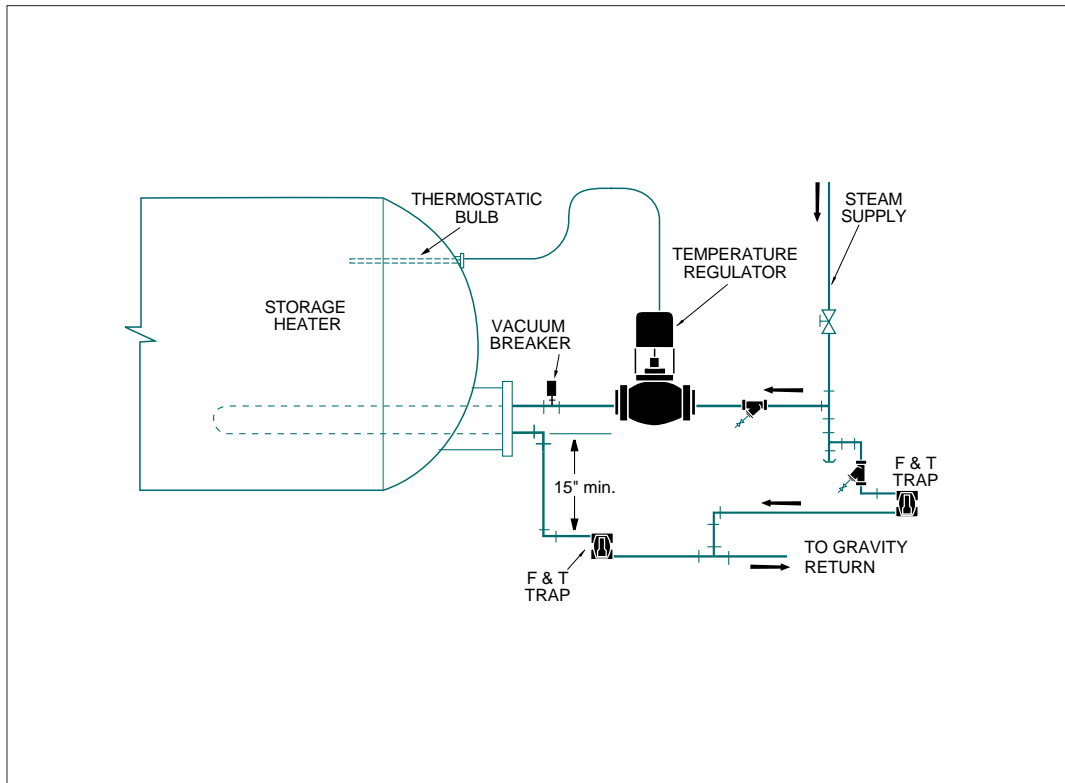 THERMOSTATIC
BULB
STEAM
SUPPLY
TEMPERATURE
REGULATOR
STORAGE
HEATER
VACUUM
BREAKER
F & T
TRAP
15" min.
TO GRAVITY
RETURN
F & T
TRAP